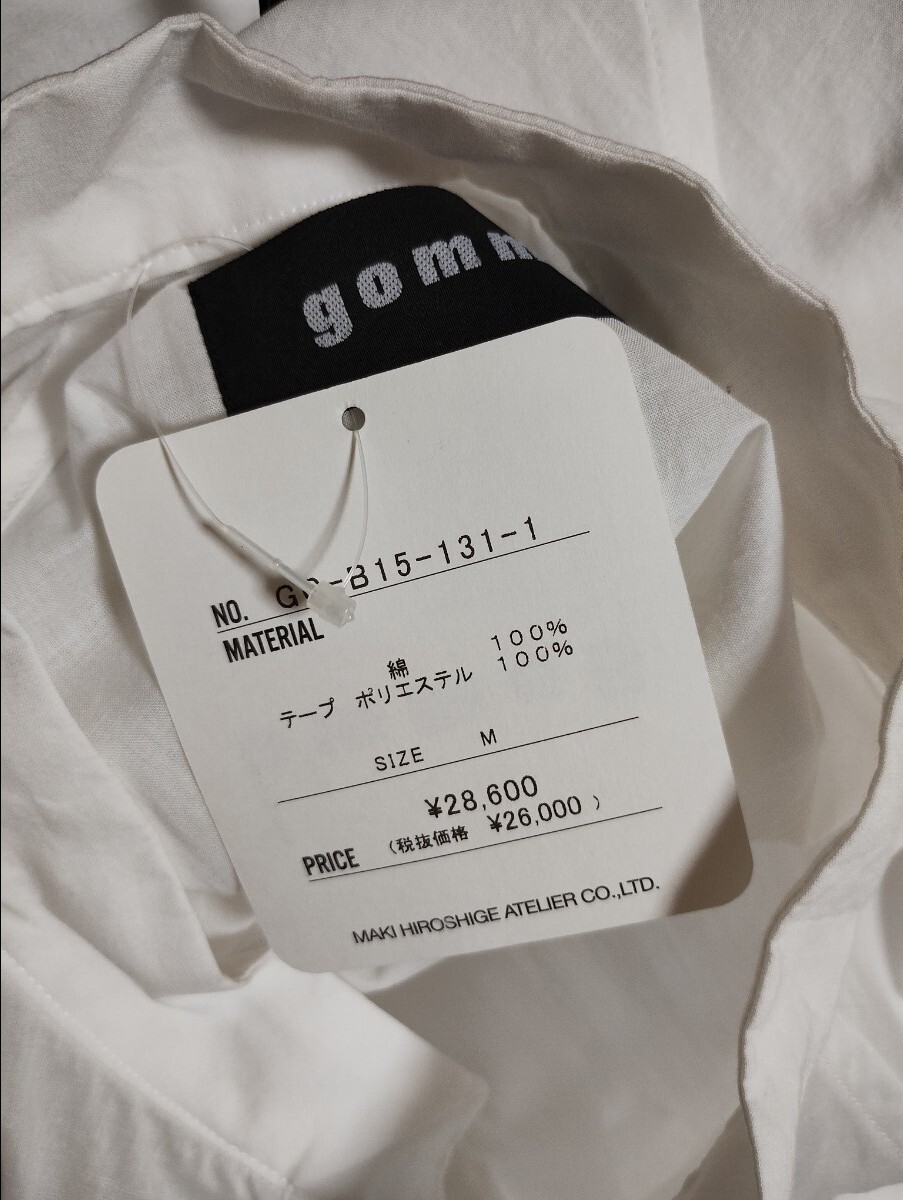 gomm
NO. G -B15-131-1
MATERIAL
綿 100%
テープ ポリエステル 100%
SIZE M
¥28,600
PRICE (税抜価格 ¥26,000 )
MAKI HIROSHIGE ATELIER CO.,LTD.